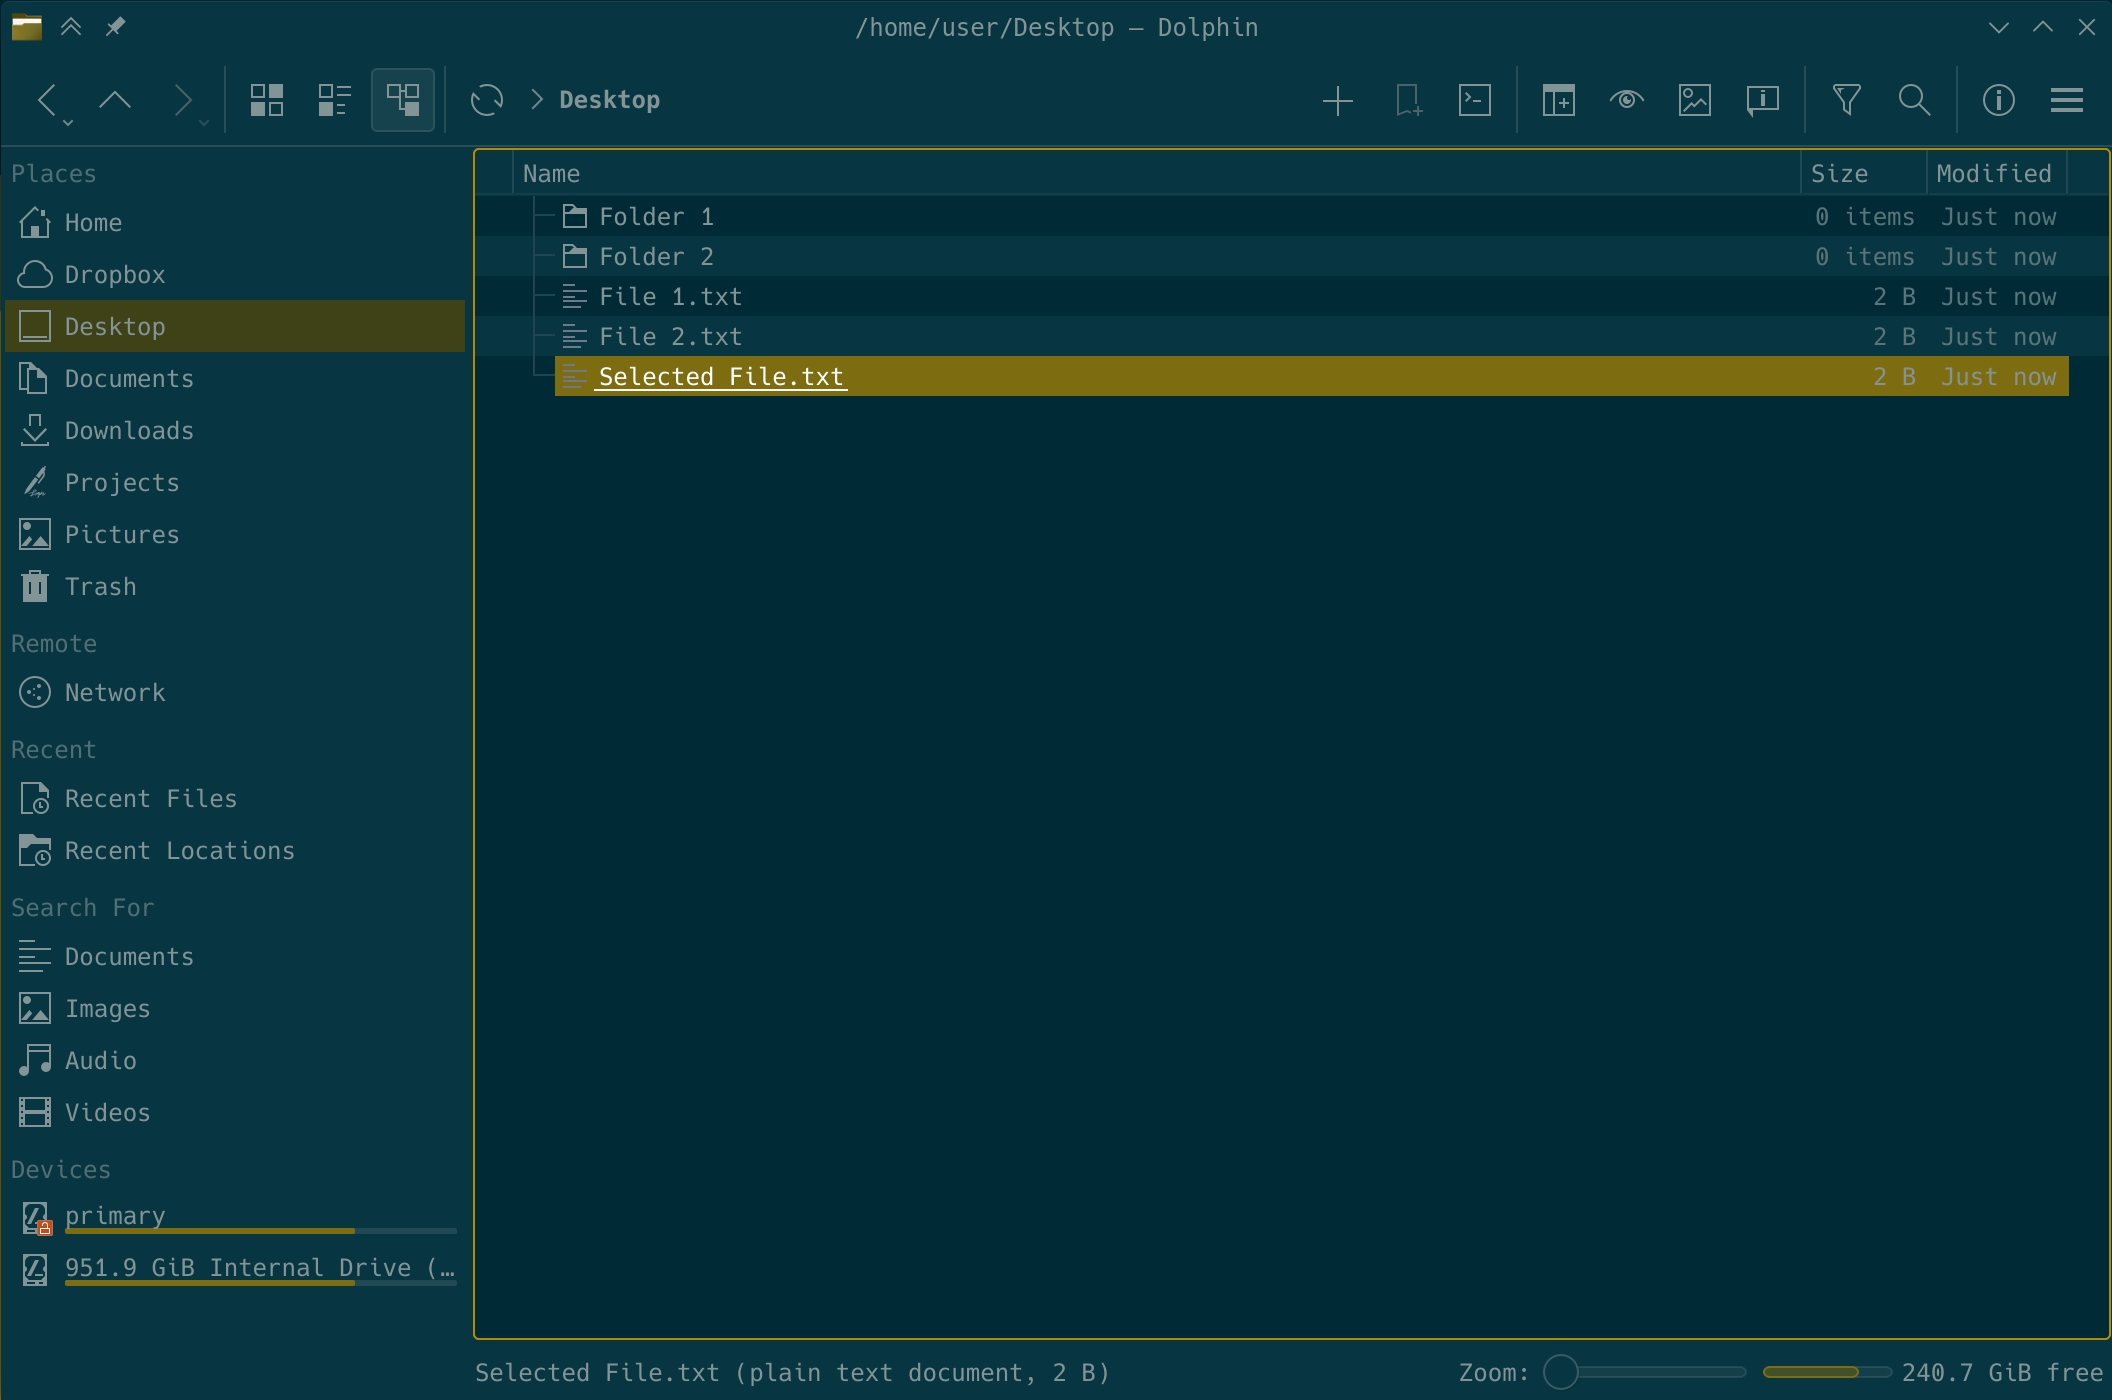 /home/user/Desktop — Dolphin
Desktop
Places
Home
Dropbox
Desktop
Documents
Downloads
Projects
Pictures
Trash
Remote
Network
Recent
Recent Files
Recent Locations
Search For
Documents
Images
Audio
Videos
Devices
primary
951.9 GiB Internal Drive (…
Name Size Modified
Folder 1 0 items Just now
Folder 2 0 items Just now
File 1.txt 2 B Just now
File 2.txt 2 B Just now
Selected File.txt 2 B Just now
Selected File.txt (plain text document, 2 B) Zoom: 240.7 GiB free